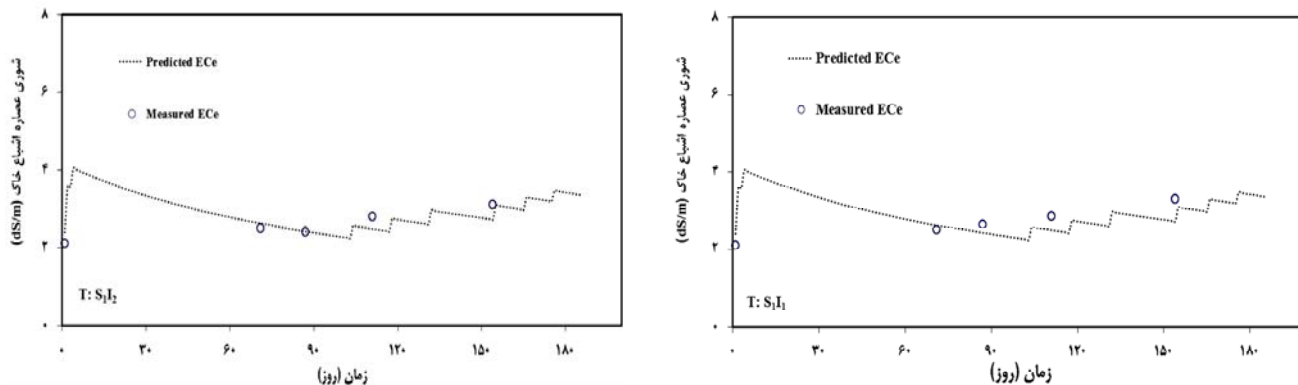 ۸
۶
۴
۲
۰
شوری عصاره اشباع خاک (dS/m)
Predicted ECe
Measured ECe
T: S₁I₂
۰ ۳۰ ۶۰ ۹۰ ۱۲۰ ۱۵۰ ۱۸۰
زمان (روز)
۸
۶
۴
۲
۰
شوری عصاره اشباع خاک (dS/m)
Predicted ECe
Measured ECe
T: S₁I₁
۰ ۳۰ ۶۰ ۹۰ ۱۲۰ ۱۵۰ ۱۸۰
زمان (روز)